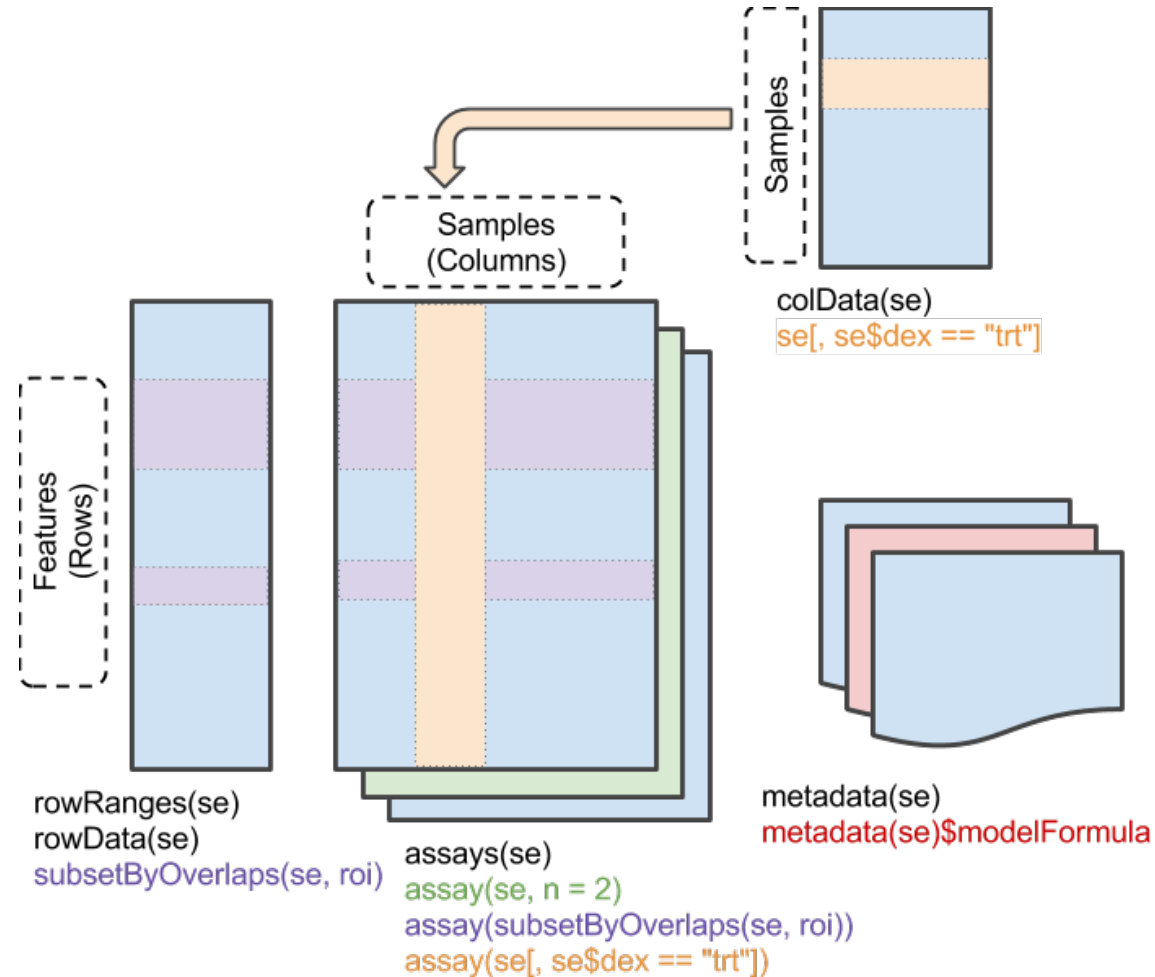 Samples
Samples
(Columns)
colData(se)
se[, se$dex == "trt"]
Features
(Rows)
rowRanges(se)
rowData(se)
subsetByOverlaps(se, roi)
assays(se)
assay(se, n = 2)
assay(subsetByOverlaps(se, roi))
assay(se[, se$dex == "trt"])
metadata(se)
metadata(se)$modelFormula